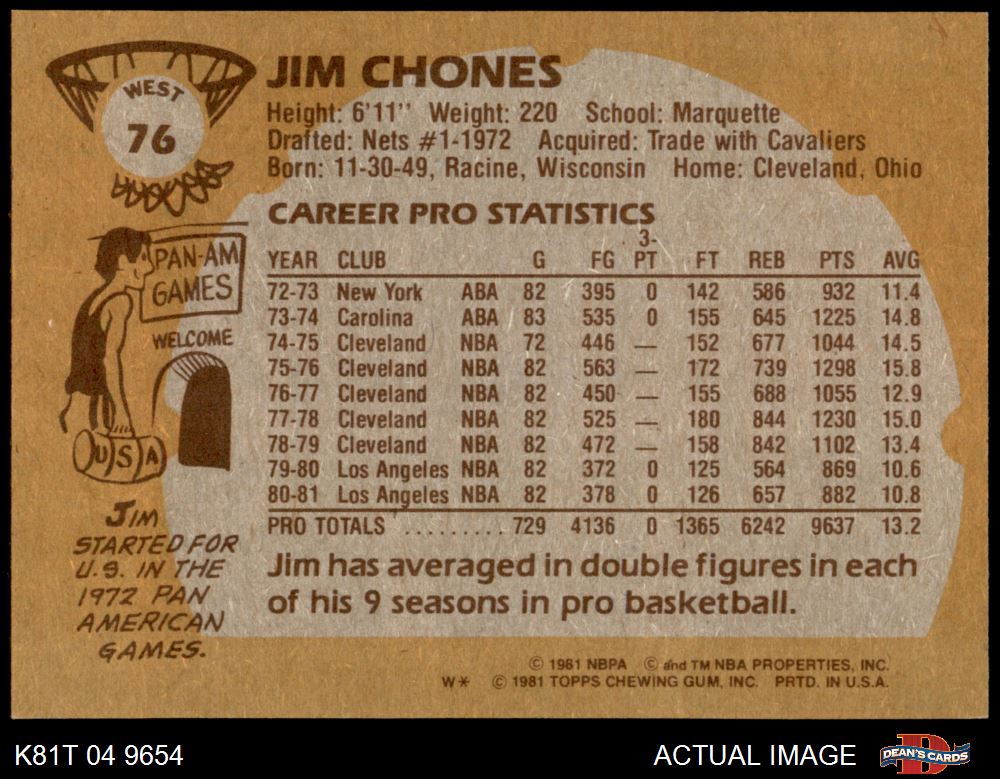 WEST
76
JIM CHONES
Height: 6'11'' Weight: 220 School: Marquette
Drafted: Nets #1-1972 Acquired: Trade with Cavaliers
Born: 11-30-49, Racine, Wisconsin Home: Cleveland, Ohio
CAREER PRO STATISTICS
YEAR CLUB G FG 3-PT FT REB PTS AVG
72-73 New York ABA 82 395 0 142 586 932 11.4
73-74 Carolina ABA 83 535 0 155 645 1225 14.8
74-75 Cleveland NBA 72 446 — 152 677 1044 14.5
75-76 Cleveland NBA 82 563 — 172 739 1298 15.8
76-77 Cleveland NBA 82 450 — 155 688 1055 12.9
77-78 Cleveland NBA 82 525 — 180 844 1230 15.0
78-79 Cleveland NBA 82 472 — 158 842 1102 13.4
79-80 Los Angeles NBA 82 372 0 125 564 869 10.6
80-81 Los Angeles NBA 82 378 0 126 657 882 10.8
PRO TOTALS .......... 729 4136 0 1365 6242 9637 13.2
Jim has averaged in double figures in each
of his 9 seasons in pro basketball.
PAN-AM
GAMES
WELCOME
USA
JIM
STARTED FOR
U.S. IN THE
1972 PAN
AMERICAN
GAMES.
© 1981 NBPA © and TM NBA PROPERTIES, INC.
W* © 1981 TOPPS CHEWING GUM, INC. PRTD. IN U.S.A.
K81T 04 9654
ACTUAL IMAGE
D
DEAN'S CARDS